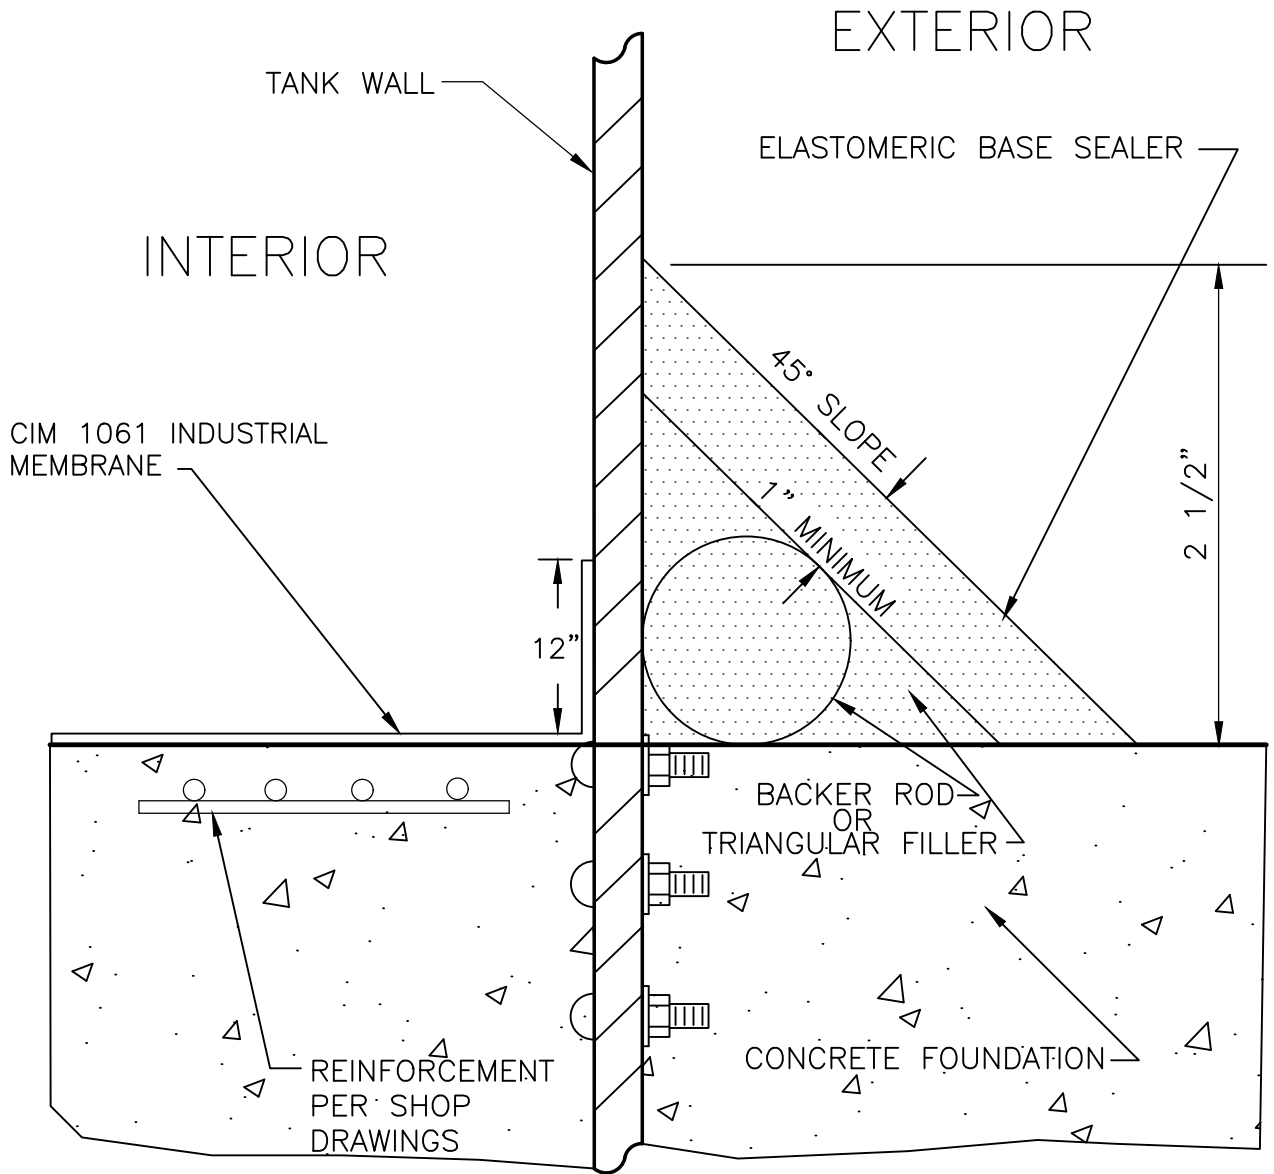 EXTERIOR
TANK WALL
ELASTOMERIC BASE SEALER
INTERIOR
45° SLOPE
CIM 1061 INDUSTRIAL
MEMBRANE
1" MINIMUM
2 1/2"
12"
BACKER ROD
OR
TRIANGULAR FILLER
CONCRETE FOUNDATION
REINFORCEMENT
PER SHOP
DRAWINGS